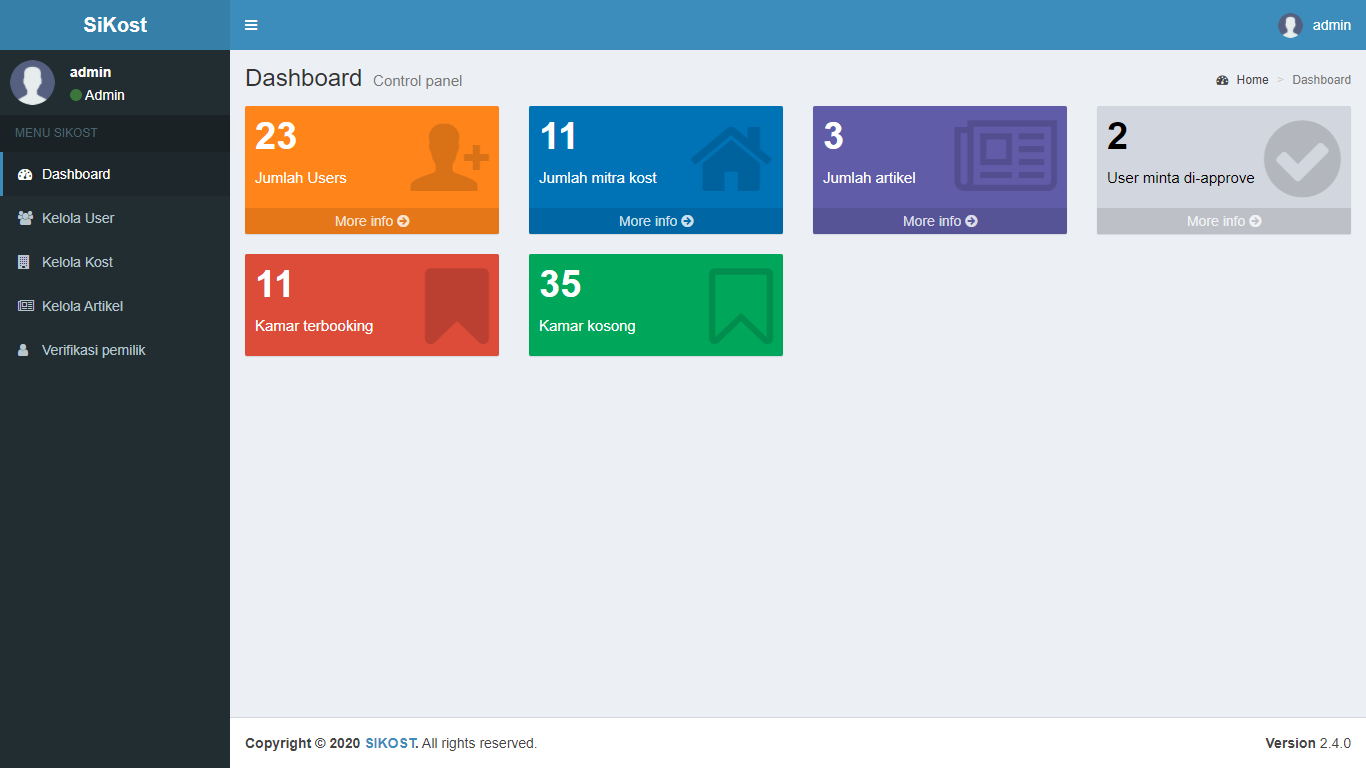 SiKost
admin
admin
Admin
MENU SIKOST
Dashboard
Kelola User
Kelola Kost
Kelola Artikel
Verifikasi pemilik
Dashboard Control panel
Home > Dashboard
23
Jumlah Users
More info
11
Jumlah mitra kost
More info
3
Jumlah artikel
More info
2
User minta di-approve
More info
11
Kamar terbooking
35
Kamar kosong
Copyright © 2020 SIKOST. All rights reserved.
Version 2.4.0